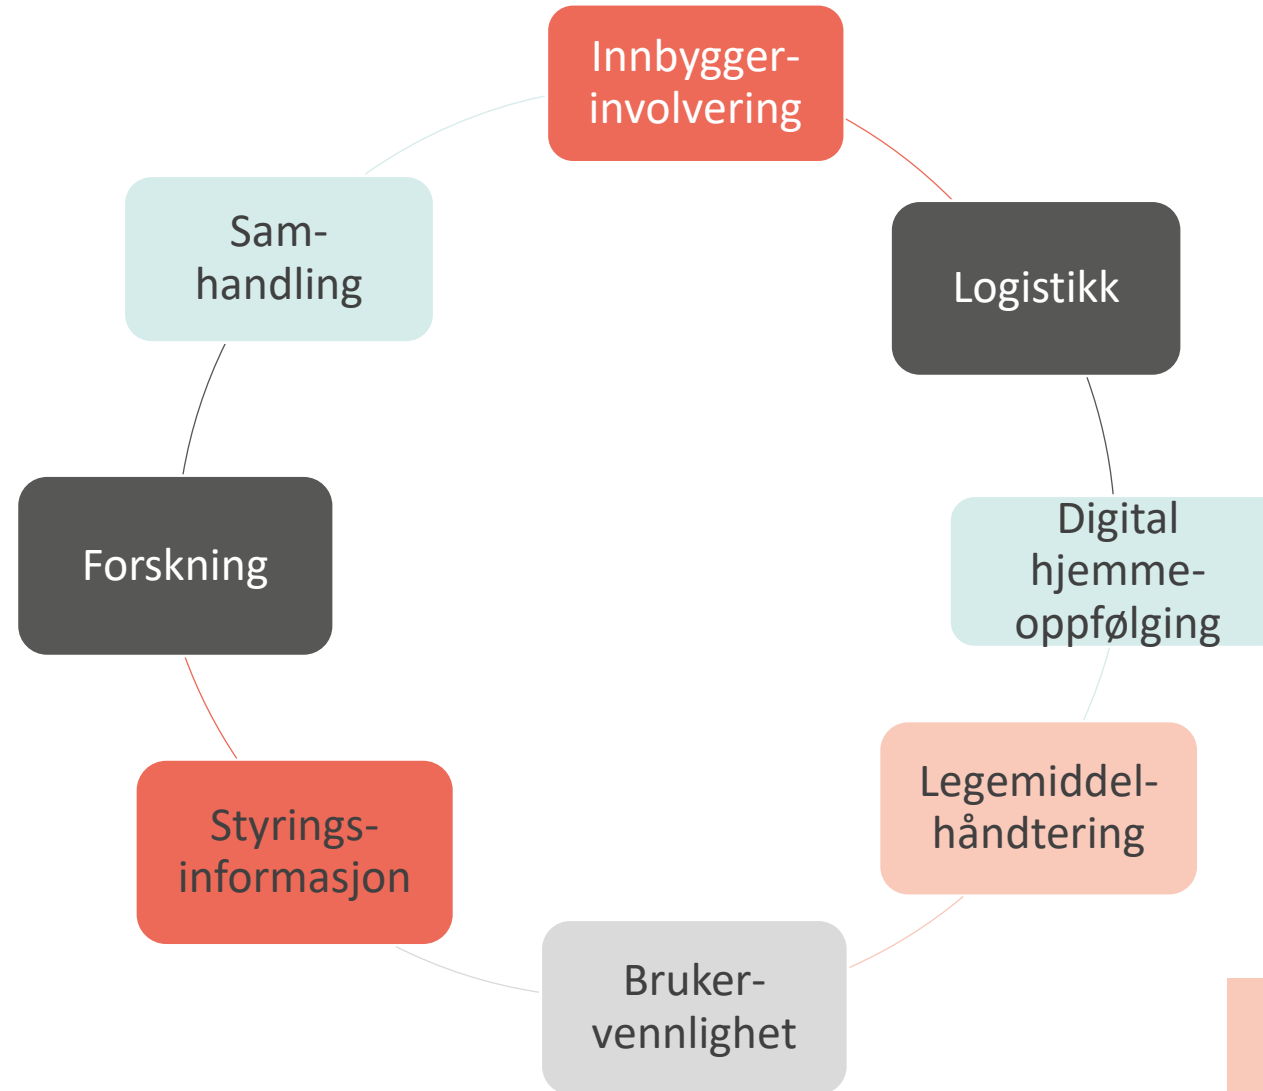 Innbygger-
involvering
Logistikk
Digital
hjemme-
oppfølging
Legemiddel-
håndtering
Bruker-
vennlighet
Styrings-
informasjon
Forskning
Sam-
handling